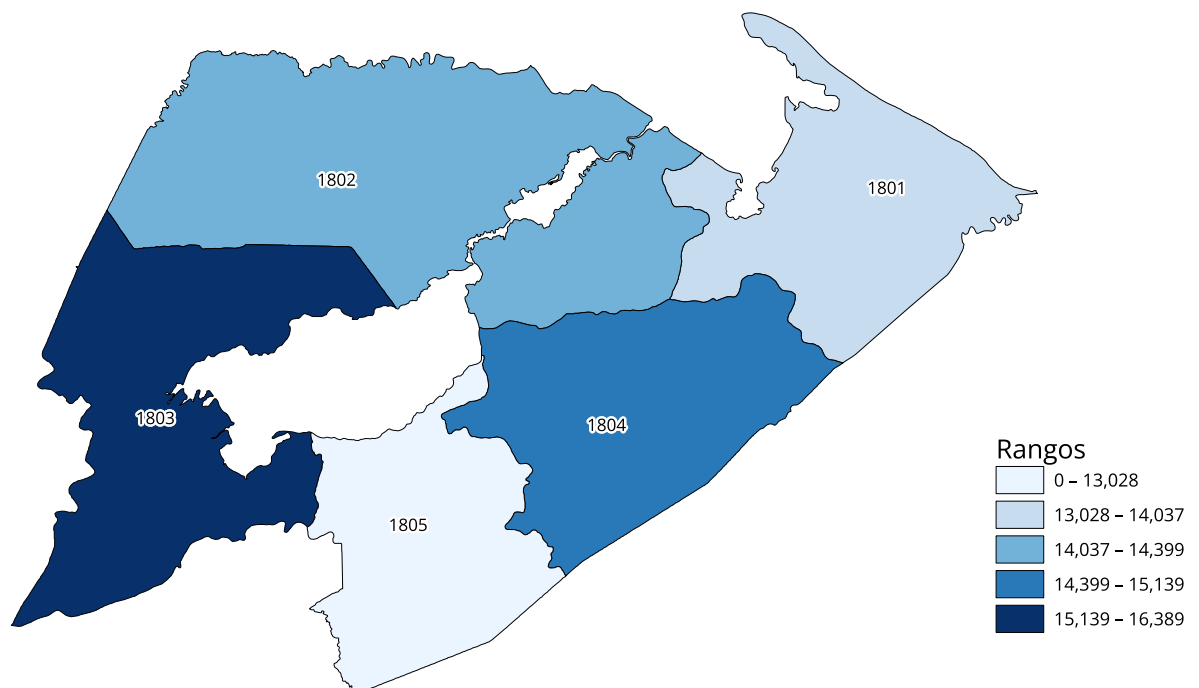 1802
1801
1803
1804
1805
Rangos
0 – 13,028
13,028 – 14,037
14,037 – 14,399
14,399 – 15,139
15,139 – 16,389